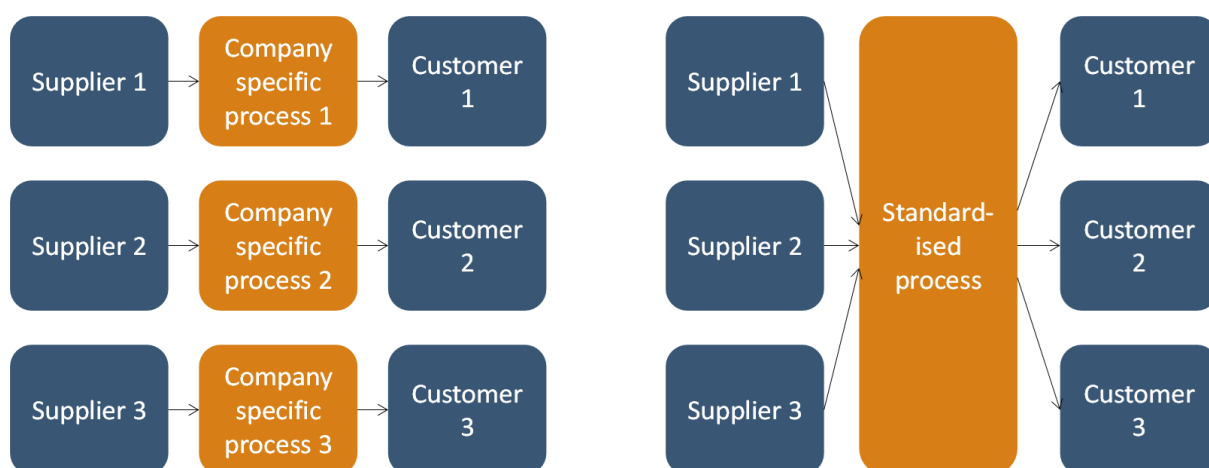 Supplier 1
Company
specific
process 1
Customer
1
Supplier 2
Company
specific
process 2
Customer
2
Supplier 3
Company
specific
process 3
Customer
3
Supplier 1
Supplier 2
Supplier 3
Standard-
ised
process
Customer
1
Customer
2
Customer
3